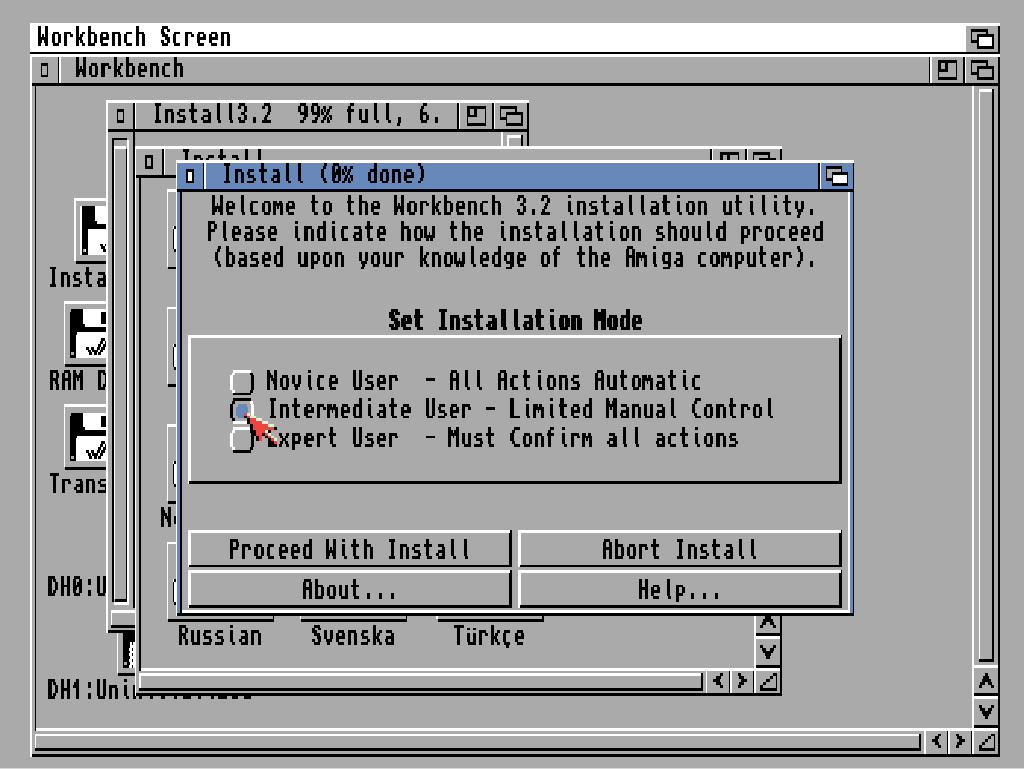 Workbench Screen
Workbench
Install3.2 99% full, 6.
Install
Install (0% done)
Welcome to the Workbench 3.2 installation utility.
Please indicate how the installation should proceed
(based upon your knowledge of the Amiga computer).
Set Installation Mode
Novice User - All Actions Automatic
Intermediate User - Limited Manual Control
Expert User - Must Confirm all actions
Proceed With Install
Abort Install
About...
Help...
Insta
RAM D
Trans
DH0:U
Russian
Svenska
Türkçe